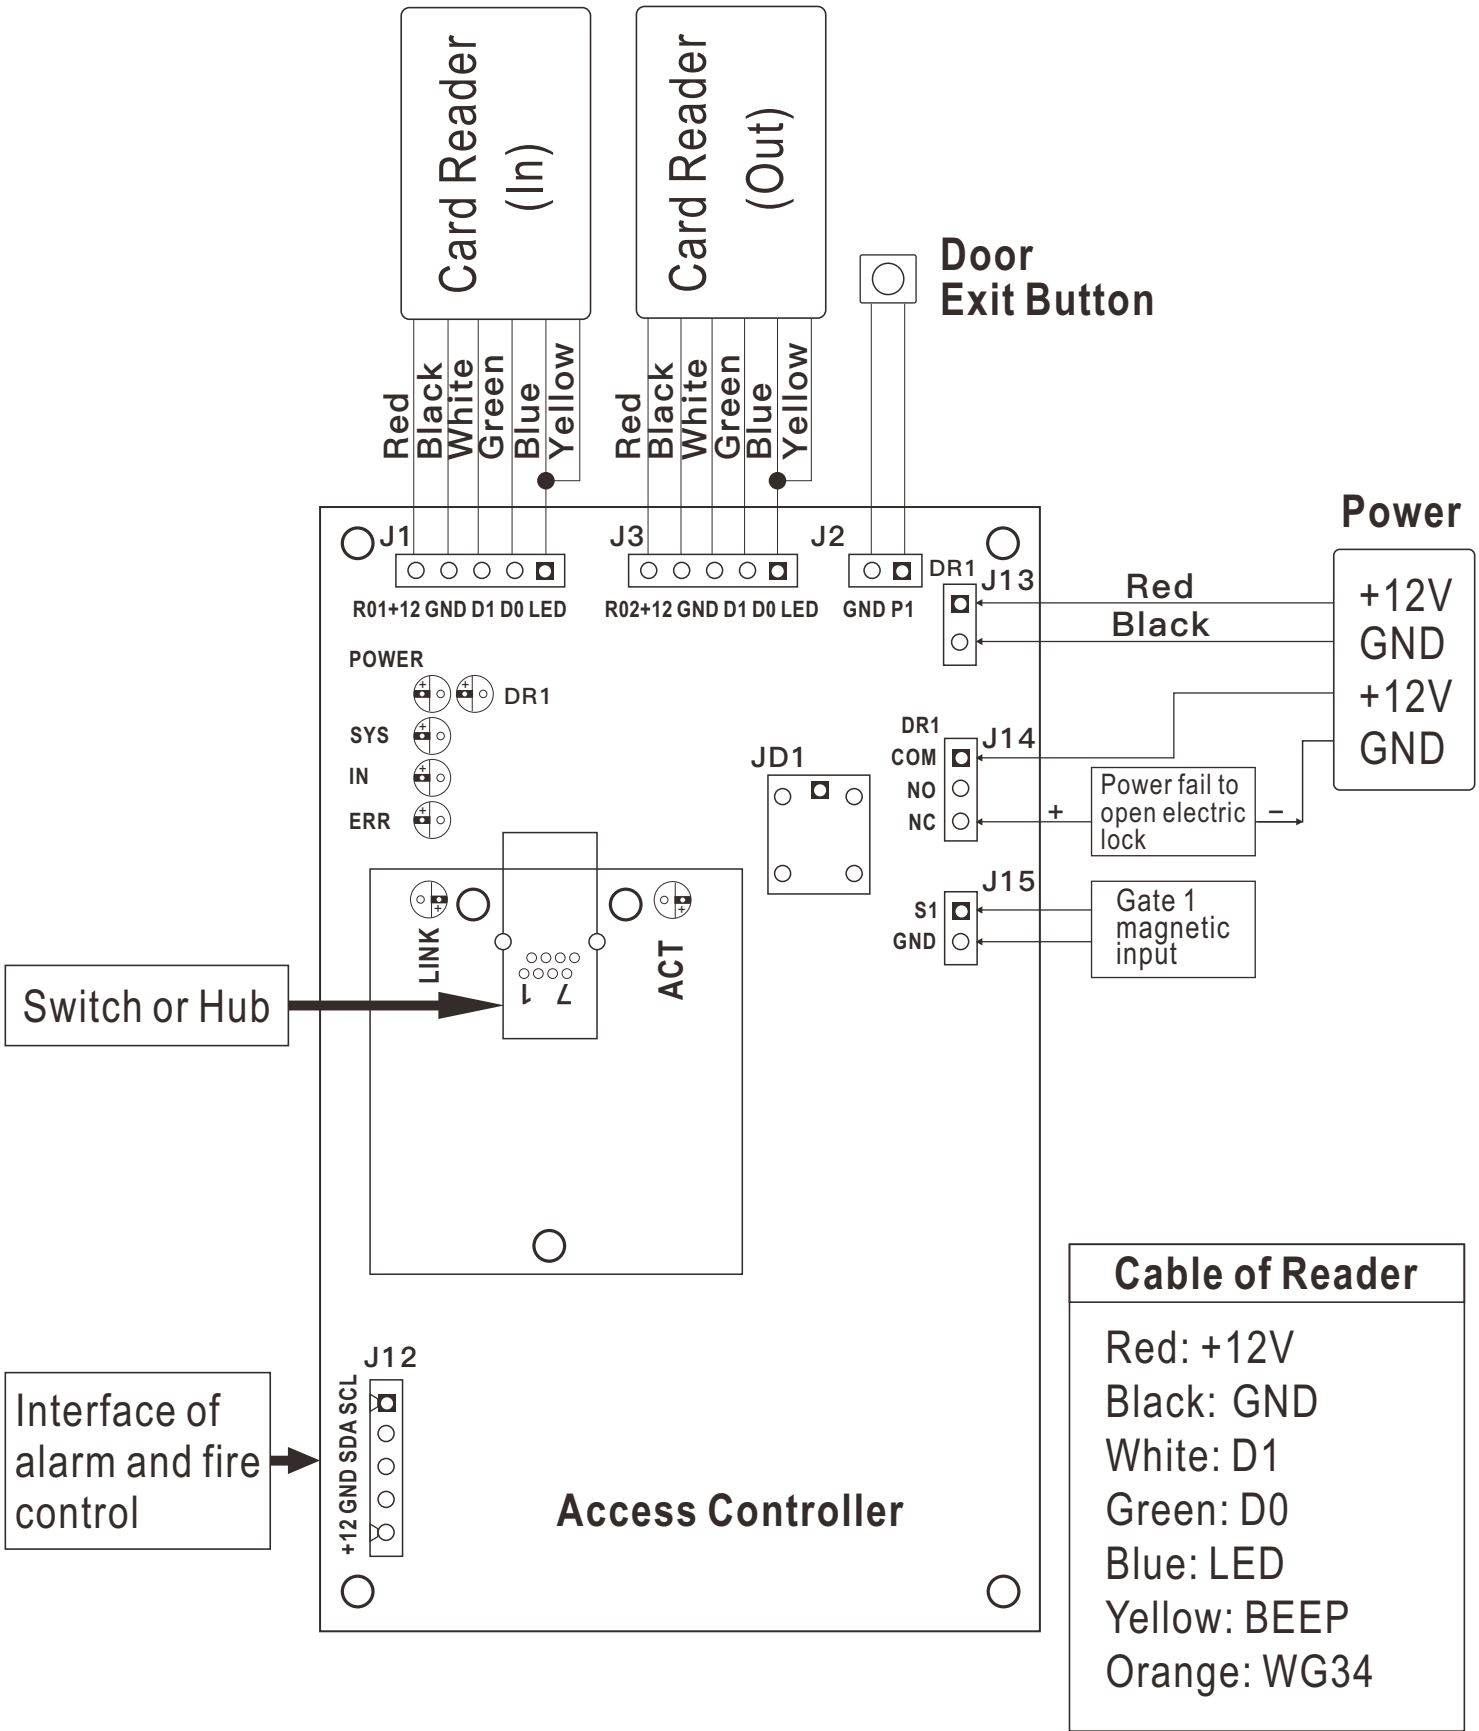 Card Reader
(In)
Card Reader
(Out)
Door
Exit Button
Red
Black
White
Green
Blue
Yellow
Red
Black
White
Green
Blue
Yellow
Power
J1
J3
J2
DR1
J13
R01+12 GND D1 D0 LED
R02+12 GND D1 D0 LED
GND P1
Red
Black
+12V
GND
+12V
GND
POWER
DR1
SYS
IN
ERR
JD1
DR1
J14
COM
NO
NC
+
Power fail to
open electric
lock
−
J15
S1
GND
Gate 1
magnetic
input
LINK
ACT
1 7
Switch or Hub
J12
+12 GND SDA SCL
Interface of
alarm and fire
control
Access Controller
Cable of Reader
Red: +12V
Black: GND
White: D1
Green: D0
Blue: LED
Yellow: BEEP
Orange: WG34